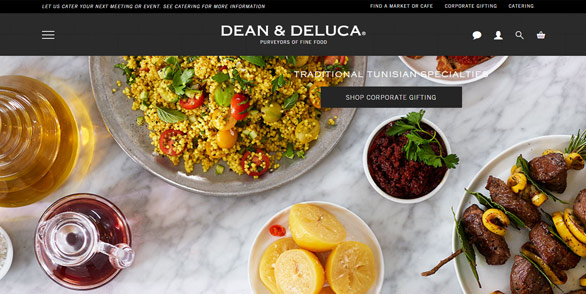 LET US CATER YOUR NEXT MEETING OR EVENT. SEE CATERING FOR MORE INFORMATION
FIND A MARKET OR CAFE CORPORATE GIFTING CATERING
DEAN & DELUCA®
PURVEYORS OF FINE FOOD
TRADITIONAL TUNISIAN SPECIALTIES
SHOP CORPORATE GIFTING